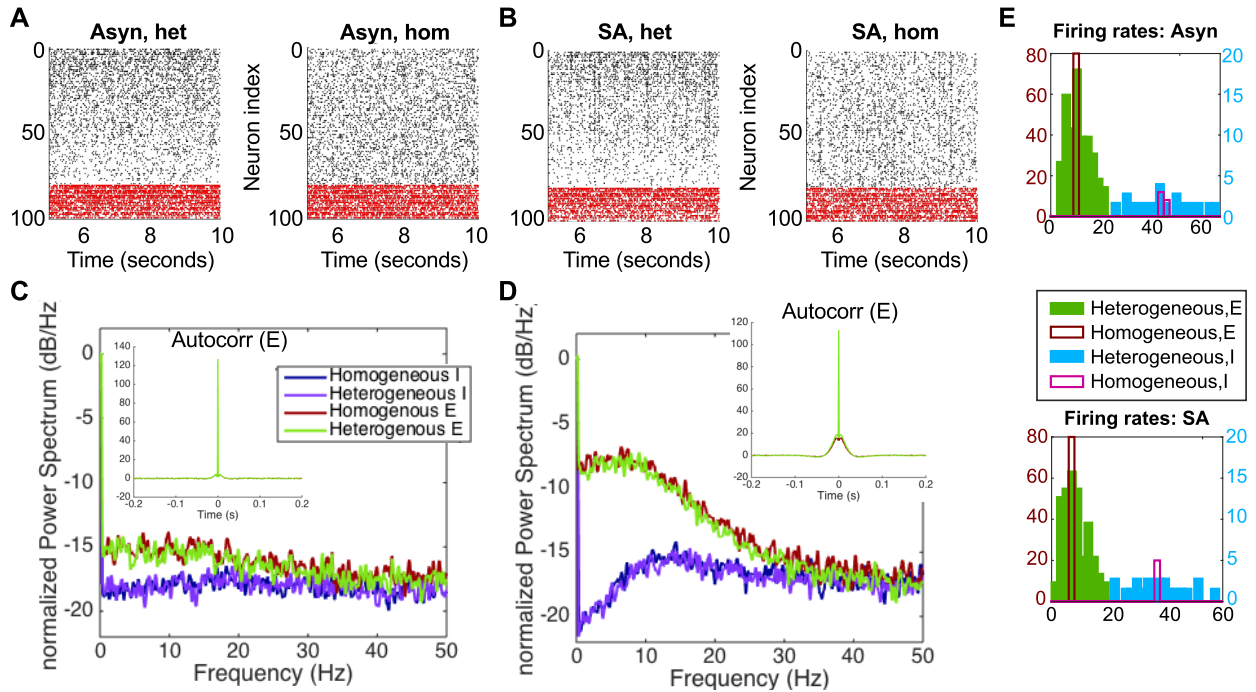 A
Asyn, het
Asyn, hom
B
SA, het
SA, hom
E
Firing rates: Asyn
0
50
100
6
8
10
Time (seconds)
Neuron index
6
8
10
Time (seconds)
0
50
100
6
8
10
Time (seconds)
Neuron index
6
8
10
Time (seconds)
80
60
40
20
0
20
15
10
5
0
0
20
40
60
Heterogeneous,E
Homogeneous,E
Heterogeneous,I
Homogeneous,I
Firing rates: SA
80
60
40
20
0
20
15
10
5
0
0
20
40
60
C
normalized Power Spectrum (dB/Hz)
0
-5
-10
-15
-20
0
10
20
30
40
50
Frequency (Hz)
Autocorr (E)
140
120
100
80
60
40
20
0
-20
-0.2
-0.1
0
0.1
0.2
Time (s)
Homogeneous I
Heterogeneous I
Homogenous E
Heterogenous E
D
normalized Power Spectrum (dB/Hz)
0
-5
-10
-15
-20
0
10
20
30
40
50
Frequency (Hz)
Autocorr (E)
120
100
80
60
40
20
0
-20
-0.2
-0.1
0
0.1
0.2
Time (s)